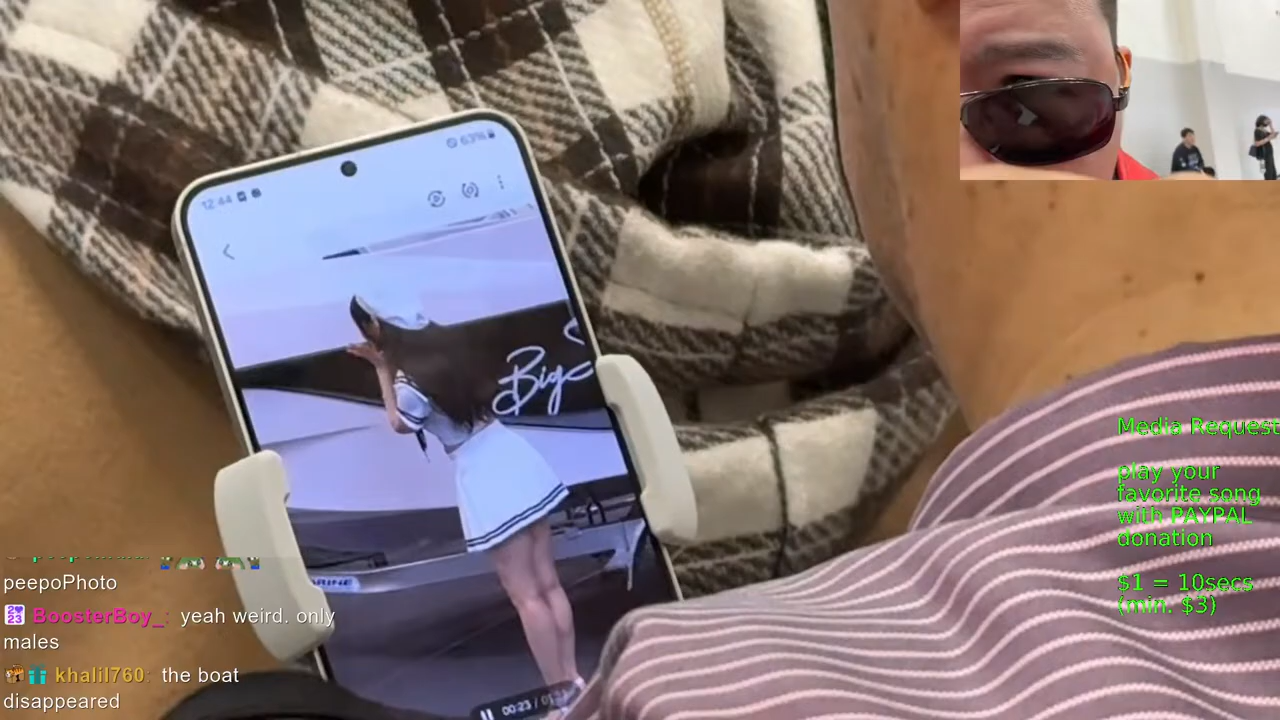 12:44
63%
Big
00:23
peepoPhoto
BoosterBoy_: yeah weird. only
males
khalil760: the boat
disappeared
Media Request
play your
favorite song
with PAYPAL
donation
$1 = 10secs
(min. $3)